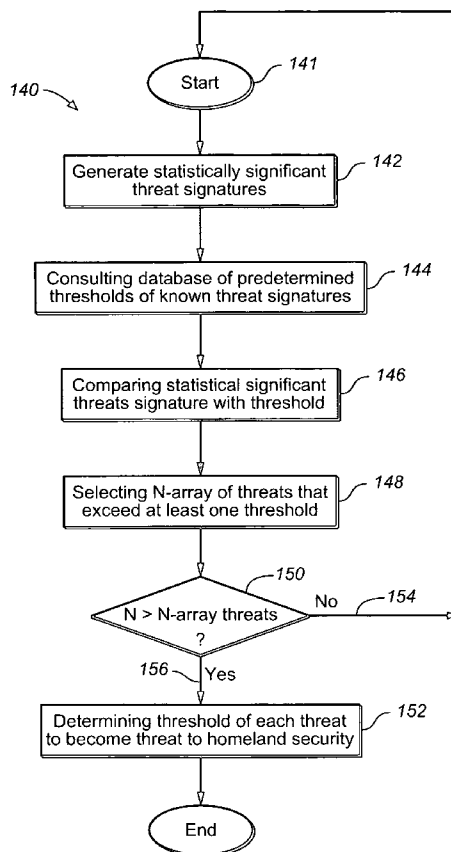 141
Start
140
142
Generate statistically significant
threat signatures
144
Consulting database of predetermined
thresholds of known threat signatures
146
Comparing statistical significant
threats signature with threshold
148
Selecting N-array of threats that
exceed at least one threshold
150
N > N-array threats
?
No
154
156
Yes
152
Determining threshold of each threat
to become threat to homeland security
End